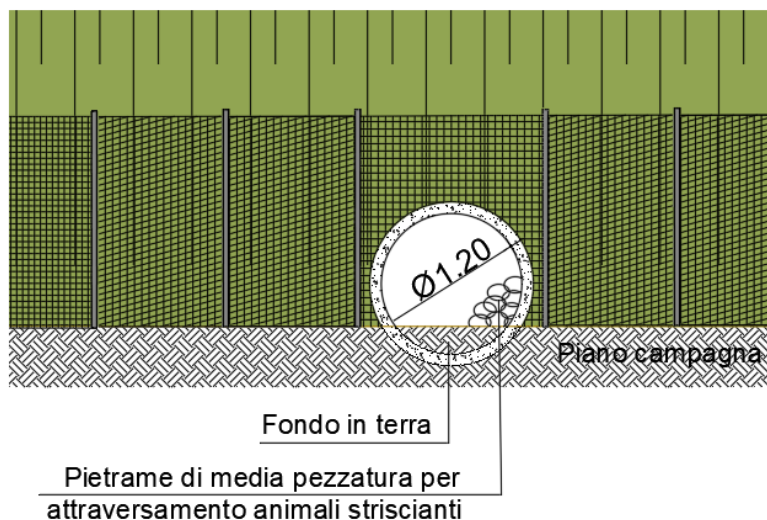 Ø1.20
Piano campagna
Fondo in terra
Pietrame di media pezzatura per
attraversamento animali striscianti